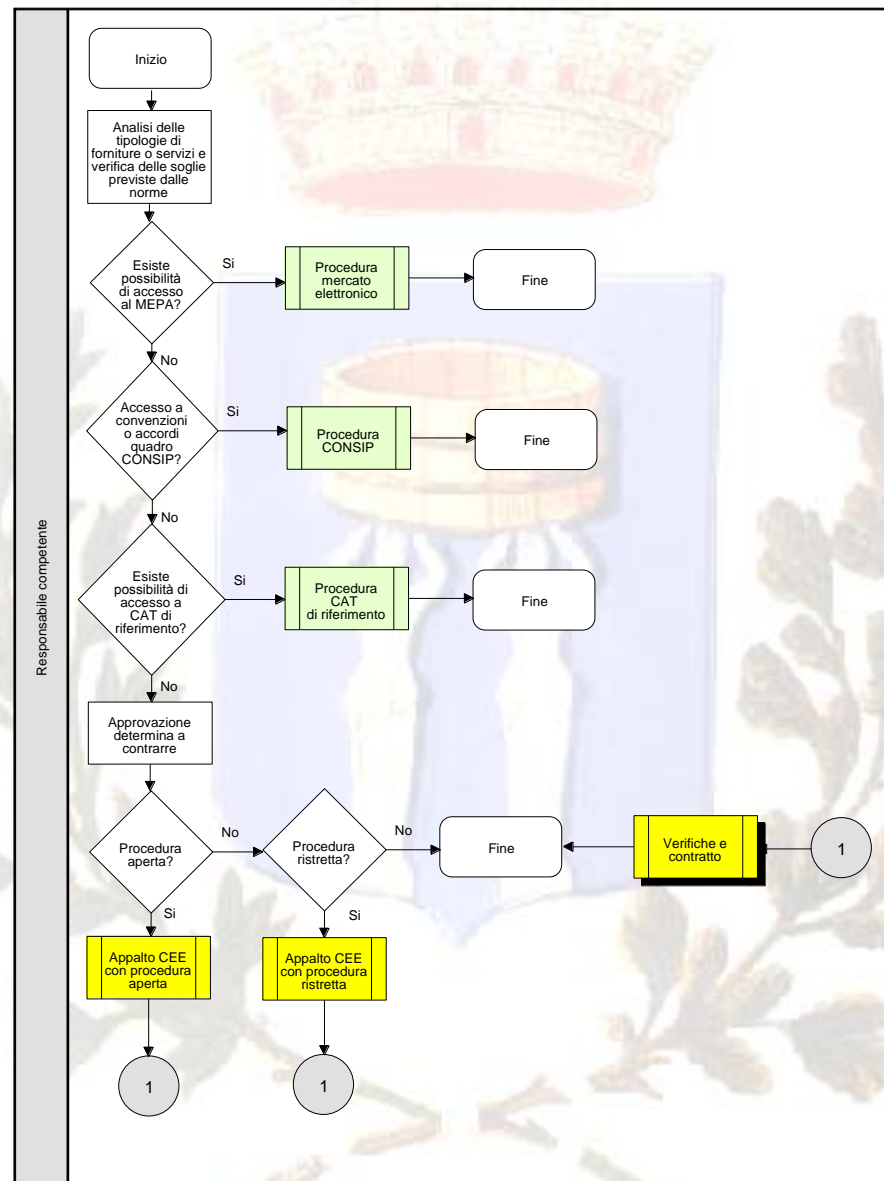 Responsabile competente
Inizio
Analisi delle
tipologie di
forniture o servizi e
verifica delle soglie
previste dalle
norme
Esiste
possibilità
di accesso
al MEPA?
Si
Procedura
mercato
elettronico
Fine
No
Accesso a
convenzioni
o accordi
quadro
CONSIP?
Si
Procedura
CONSIP
Fine
No
Esiste
possibilità di
accesso a
CAT di
riferimento?
Si
Procedura
CAT
di riferimento
Fine
No
Approvazione
determina a
contrarre
Procedura
aperta?
No
Procedura
ristretta?
No
Fine
Verifiche e
contratto
1
Si
Si
Appalto CEE
con procedura
aperta
Appalto CEE
con procedura
ristretta
1
1